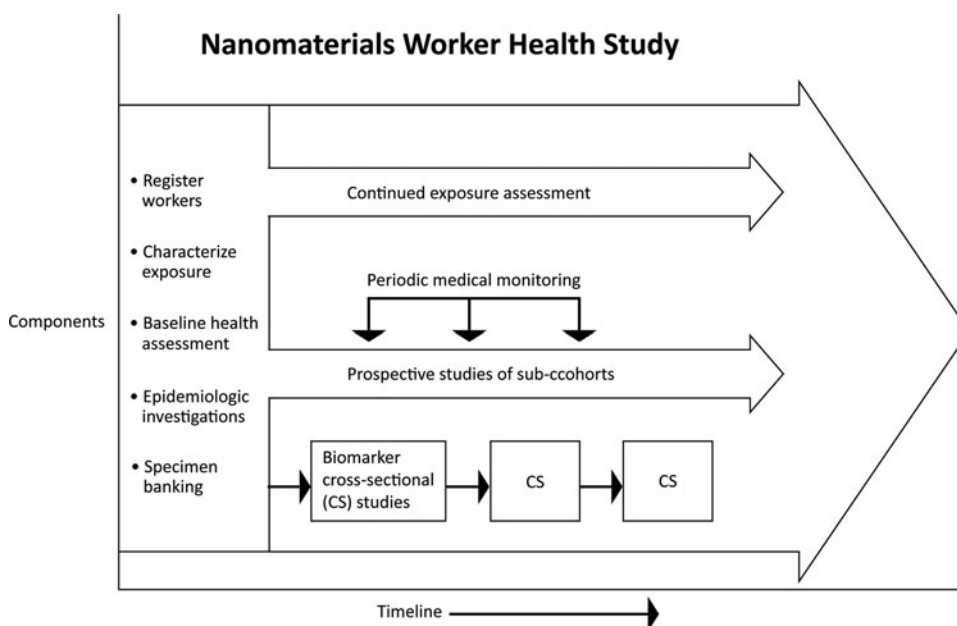 Nanomaterials Worker Health Study
Components
• Register
workers
• Characterize
exposure
• Baseline health
assessment
• Epidemiologic
investigations
• Specimen
banking
Continued exposure assessment
Periodic medical monitoring
Prospective studies of sub-ccohorts
Biomarker
cross-sectional
(CS) studies
CS
CS
Timeline